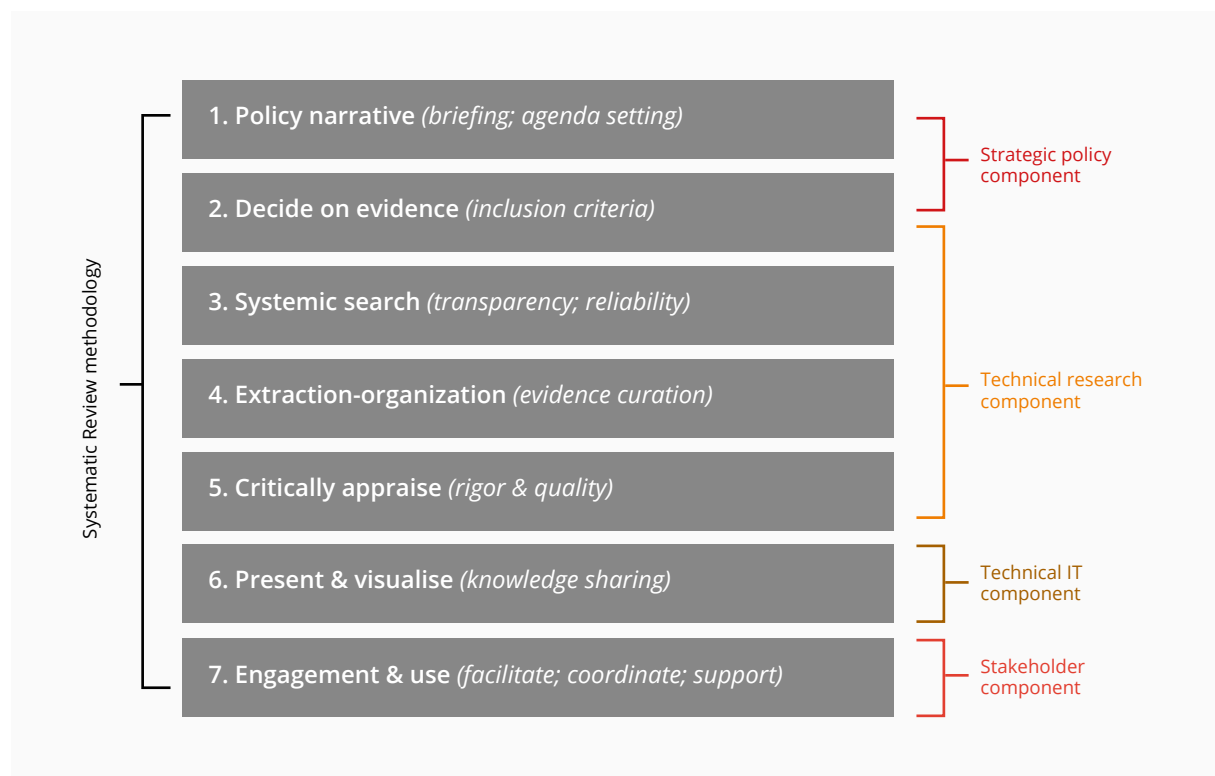 1. Policy narrative (briefing; agenda setting)
2. Decide on evidence (inclusion criteria)
3. Systemic search (transparency; reliability)
4. Extraction-organization (evidence curation)
5. Critically appraise (rigor & quality)
6. Present & visualise (knowledge sharing)
7. Engagement & use (facilitate; coordinate; support)
Systematic Review methodology
Strategic policy
component
Technical research
component
Technical IT
component
Stakeholder
component